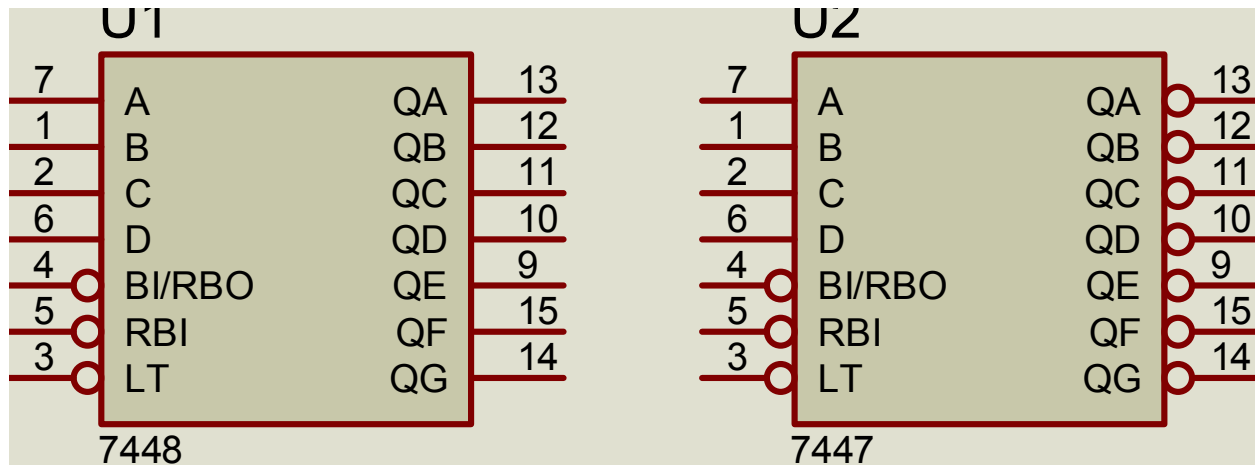 U1 U2
7 A QA 13 7 A QA 13
1 B QB 12 1 B QB 12
2 C QC 11 2 C QC 11
6 D QD 10 6 D QD 10
4 BI/RBO QE 9 4 BI/RBO QE 9
5 RBI QF 15 5 RBI QF 15
3 LT QG 14 3 LT QG 14
7448 7447